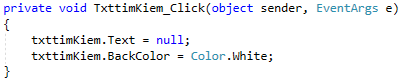 private void TxttimKiem_Click(object sender, EventArgs e)
{
    txttimKiem.Text = null;
    txttimKiem.BackColor = Color.White;
}